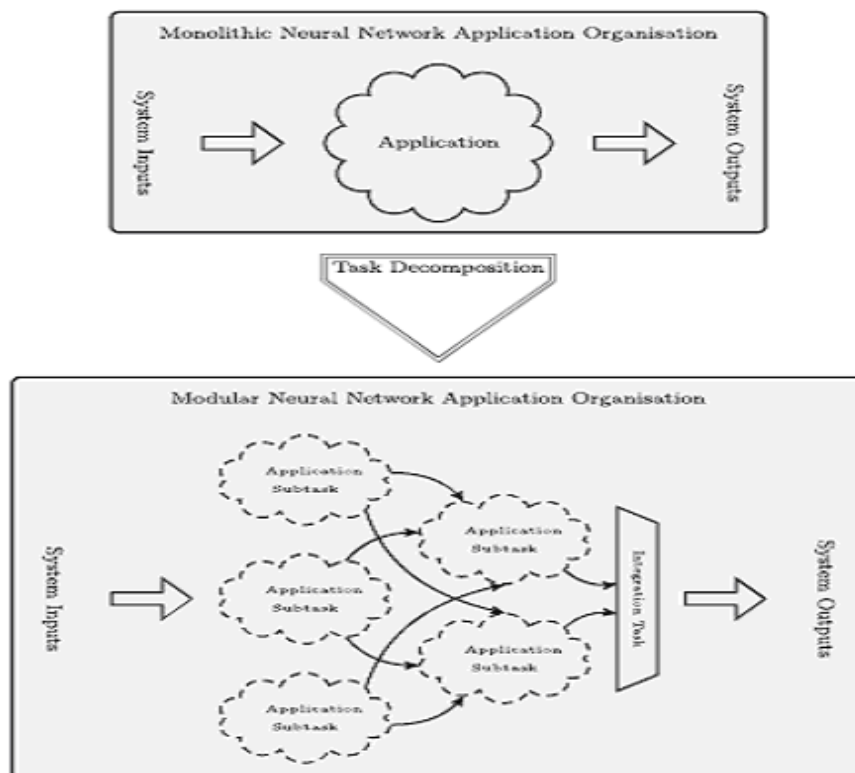 Monolithic Neural Network Application Organisation
System Inputs
Application
System Outputs
Task Decomposition
Modular Neural Network Application Organisation
System Inputs
Application
Subtask
Application
Subtask
Application
Subtask
Application
Subtask
Application
Subtask
Integration Task
System Outputs